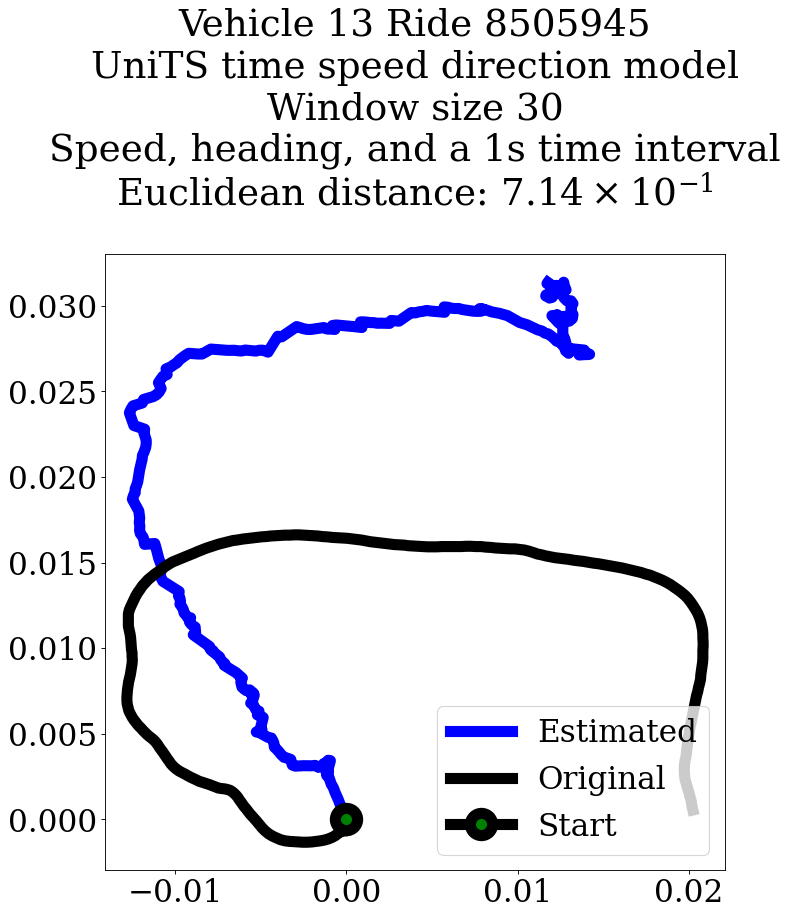 Vehicle 13 Ride 8505945
UniTS time speed direction model
Window size 30
Speed, heading, and a 1s time interval
Euclidean distance: 7.14 × 10⁻¹
0.030
0.025
0.020
0.015
0.010
0.005
0.000
Estimated
Original
Start
−0.01
0.00
0.01
0.02